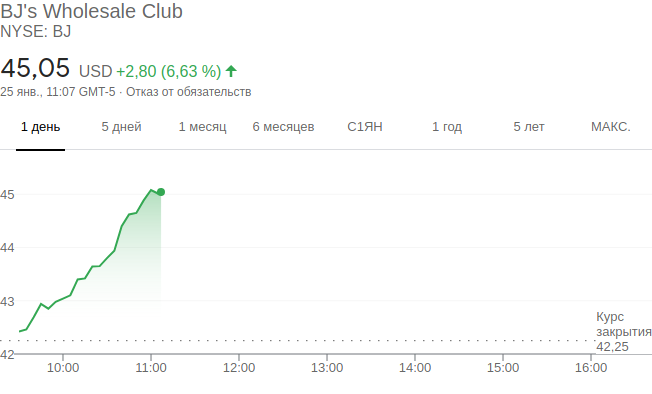 BJ's Wholesale Club
NYSE: BJ
45,05 USD +2,80 (6,63 %)
25 янв., 11:07 GMT-5 · Отказ от обязательств
1 день 5 дней 1 месяц 6 месяцев С1ЯН 1 год 5 лет МАКС.
45
44
43
42
Курс
закрытия
42,25
10:00 11:00 12:00 13:00 14:00 15:00 16:00